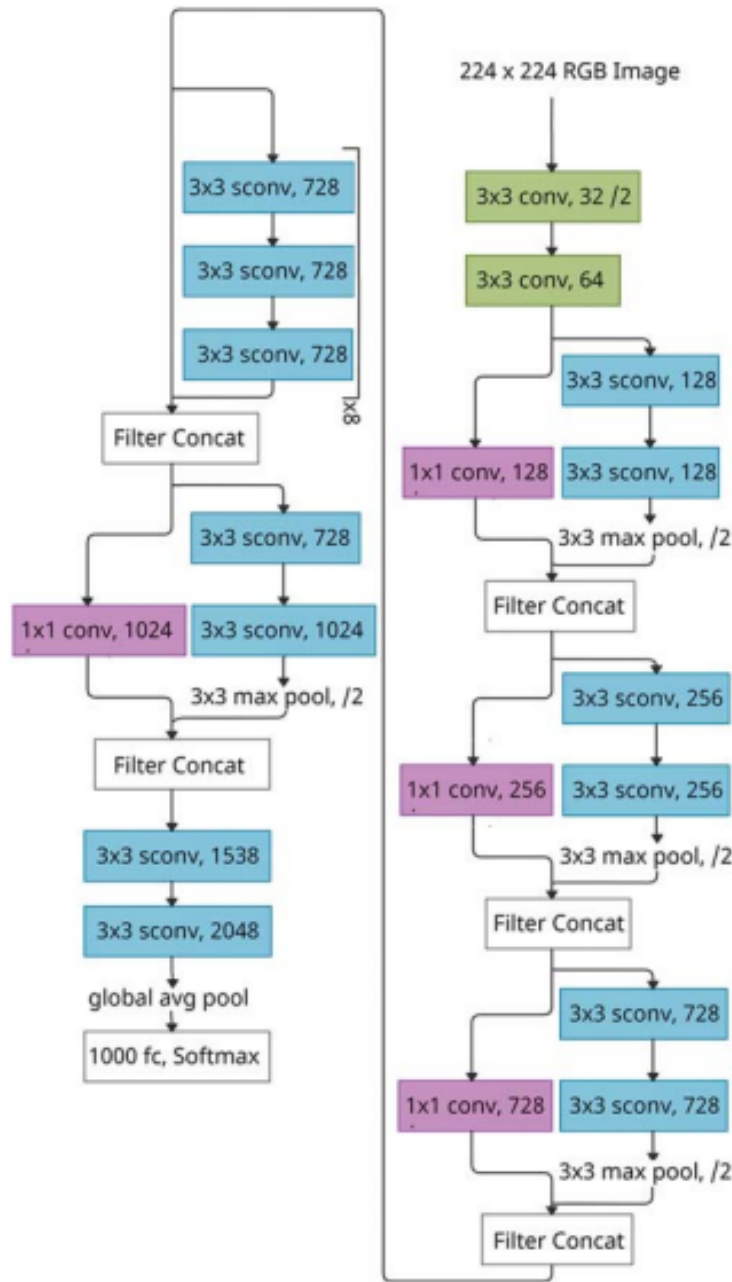 224 x 224 RGB Image
3x3 conv, 32 /2
3x3 conv, 64
3x3 sconv, 128
1x1 conv, 128
3x3 sconv, 128
3x3 max pool, /2
Filter Concat
3x3 sconv, 256
1x1 conv, 256
3x3 sconv, 256
3x3 max pool, /2
Filter Concat
3x3 sconv, 728
1x1 conv, 728
3x3 sconv, 728
3x3 max pool, /2
Filter Concat
3x3 sconv, 728
3x3 sconv, 728
3x3 sconv, 728
x8
Filter Concat
3x3 sconv, 728
1x1 conv, 1024
3x3 sconv, 1024
3x3 max pool, /2
Filter Concat
3x3 sconv, 1538
3x3 sconv, 2048
global avg pool
1000 fc, Softmax